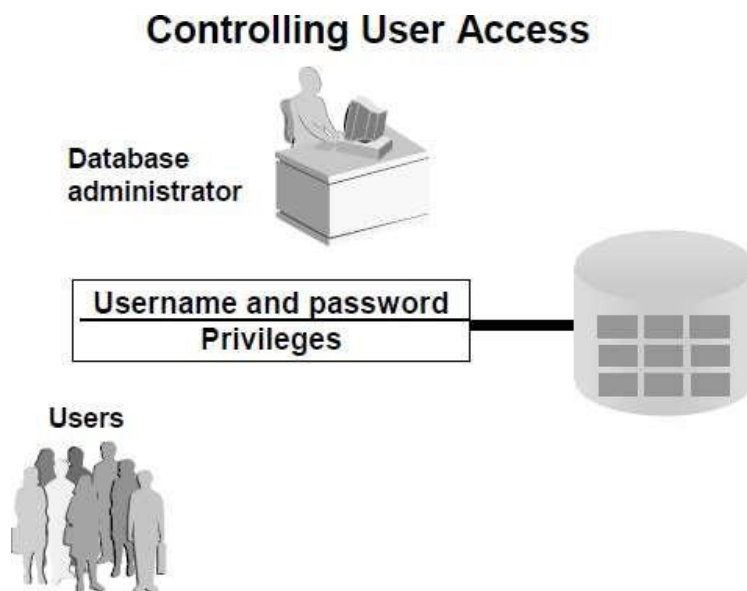 Controlling User Access
Database
administrator
Username and password
Privileges
Users